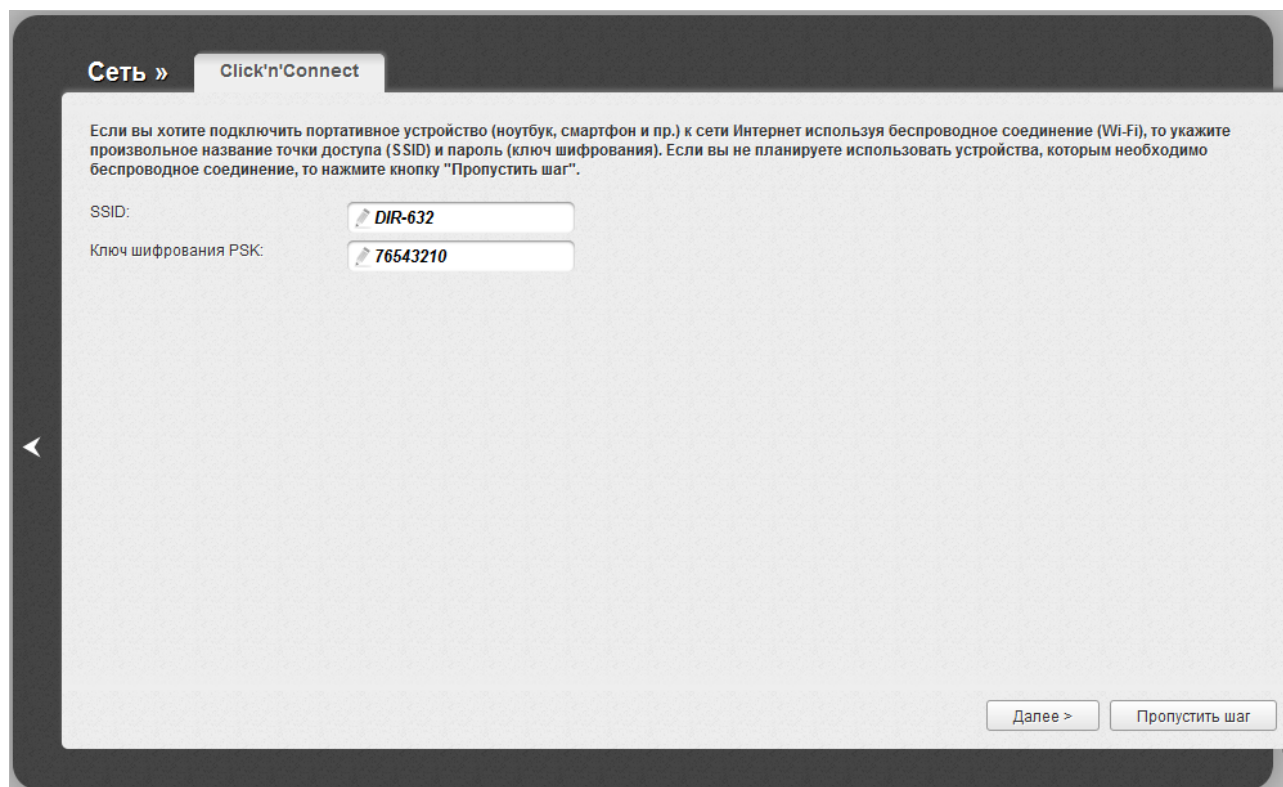 Сеть »
Click'n'Connect
Если вы хотите подключить портативное устройство (ноутбук, смартфон и пр.) к сети Интернет используя беспроводное соединение (Wi-Fi), то укажите
произвольное название точки доступа (SSID) и пароль (ключ шифрования). Если вы не планируете использовать устройства, которым необходимо
беспроводное соединение, то нажмите кнопку "Пропустить шаг".
SSID:
DIR-632
Ключ шифрования PSK:
76543210
Далее >
Пропустить шаг